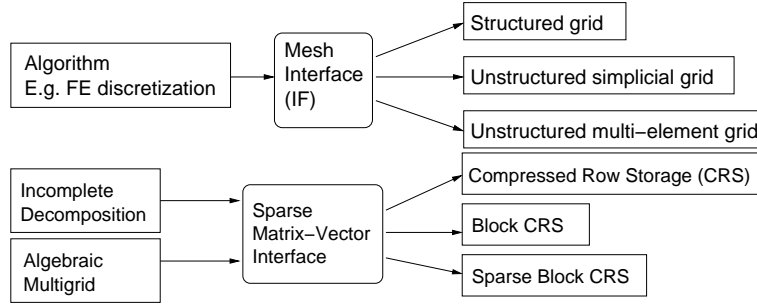 Algorithm
E.g. FE discretization
Mesh
Interface
(IF)
Structured grid
Unstructured simplicial grid
Unstructured multi−element grid
Incomplete
Decomposition
Algebraic
Multigrid
Sparse
Matrix−Vector
Interface
Compressed Row Storage (CRS)
Block CRS
Sparse Block CRS